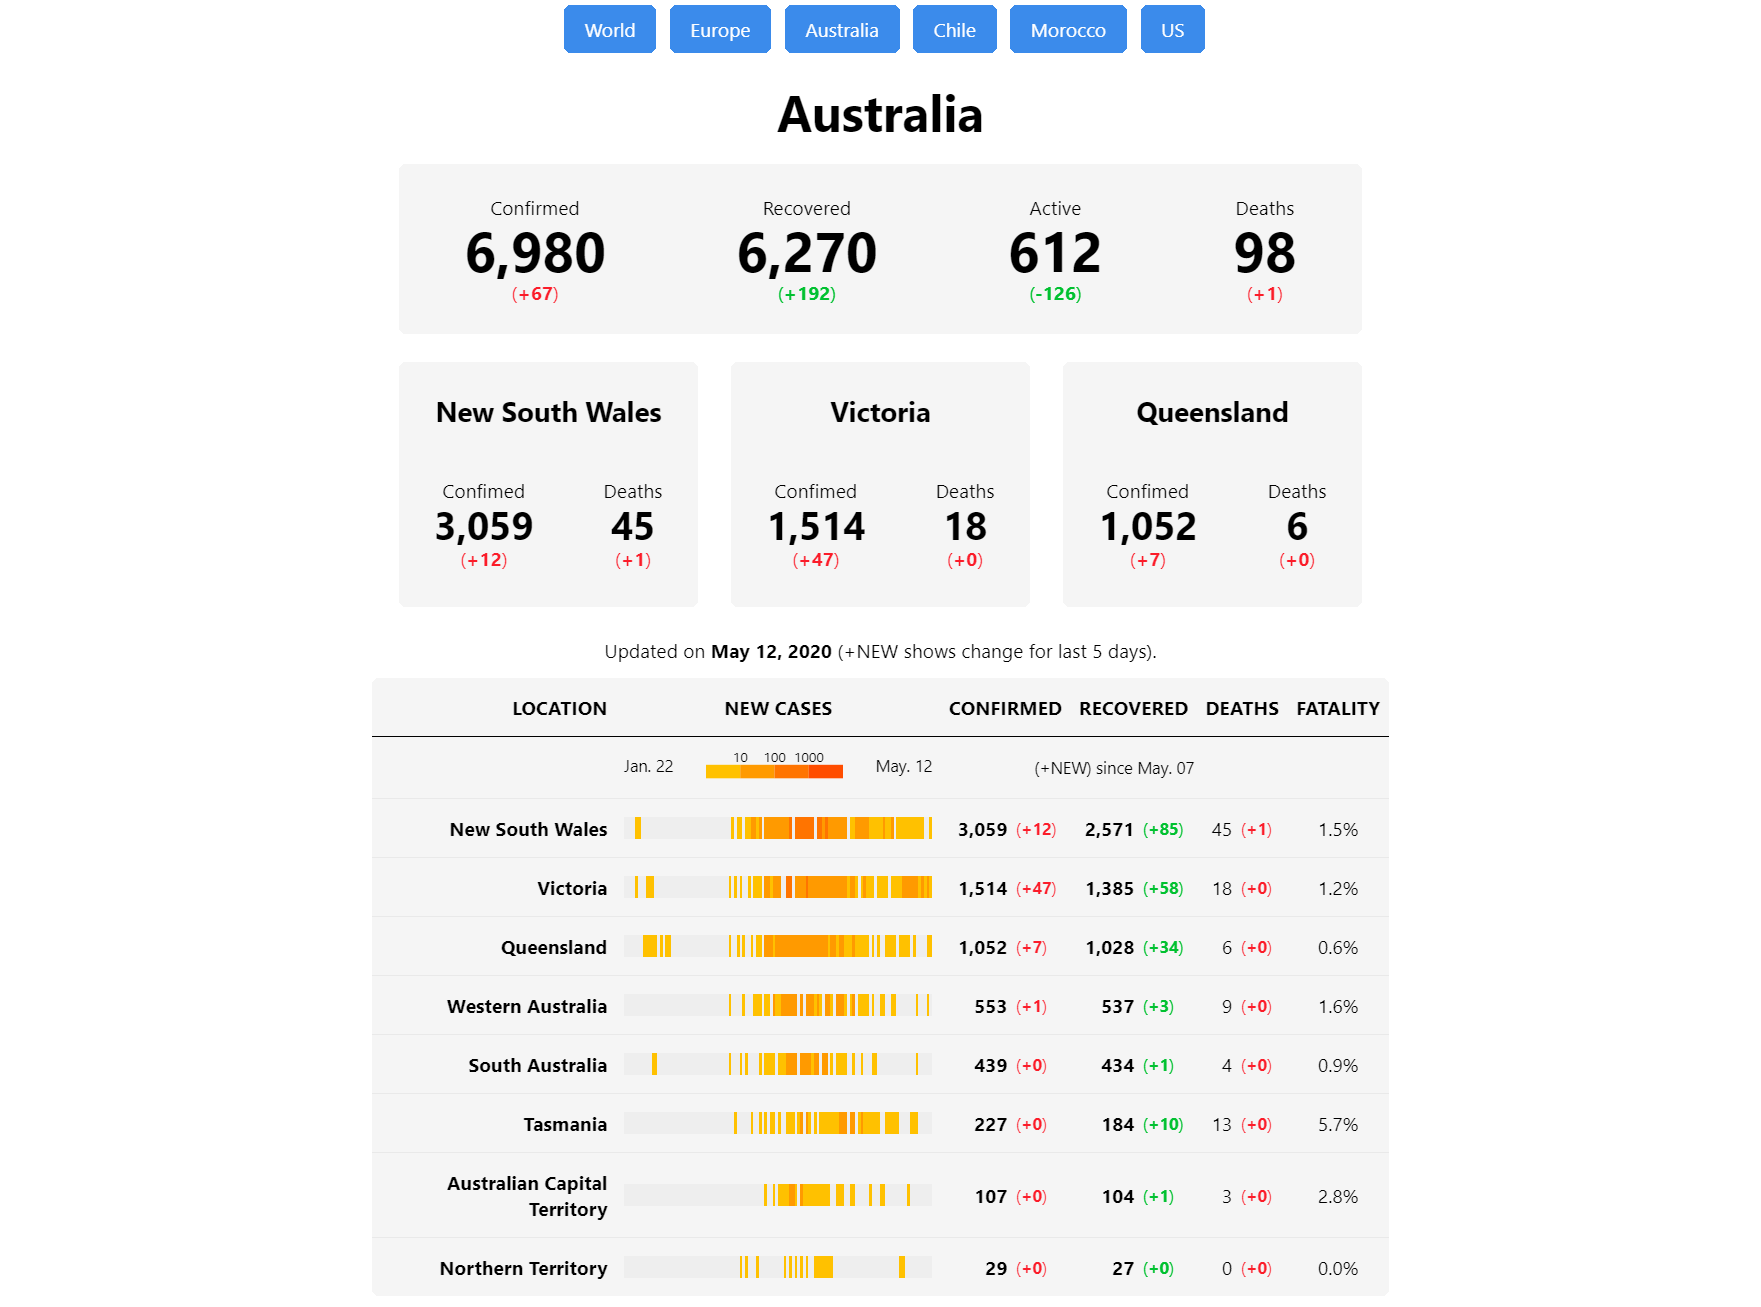 World Europe Australia Chile Morocco US
Australia
Confirmed Recovered Active Deaths
6,980 6,270 612 98
(+67) (+192) (-126) (+1)
New South Wales Victoria Queensland
Confimed Deaths Confimed Deaths Confimed Deaths
3,059 45 1,514 18 1,052 6
(+12) (+1) (+47) (+0) (+7) (+0)
Updated on May 12, 2020 (+NEW shows change for last 5 days).
LOCATION NEW CASES CONFIRMED RECOVERED DEATHS FATALITY
Jan. 22 10 100 1000 May. 12 (+NEW) since May. 07
New South Wales 3,059 (+12) 2,571 (+85) 45 (+1) 1.5%
Victoria 1,514 (+47) 1,385 (+58) 18 (+0) 1.2%
Queensland 1,052 (+7) 1,028 (+34) 6 (+0) 0.6%
Western Australia 553 (+1) 537 (+3) 9 (+0) 1.6%
South Australia 439 (+0) 434 (+1) 4 (+0) 0.9%
Tasmania 227 (+0) 184 (+10) 13 (+0) 5.7%
Australian Capital
Territory 107 (+0) 104 (+1) 3 (+0) 2.8%
Northern Territory 29 (+0) 27 (+0) 0 (+0) 0.0%